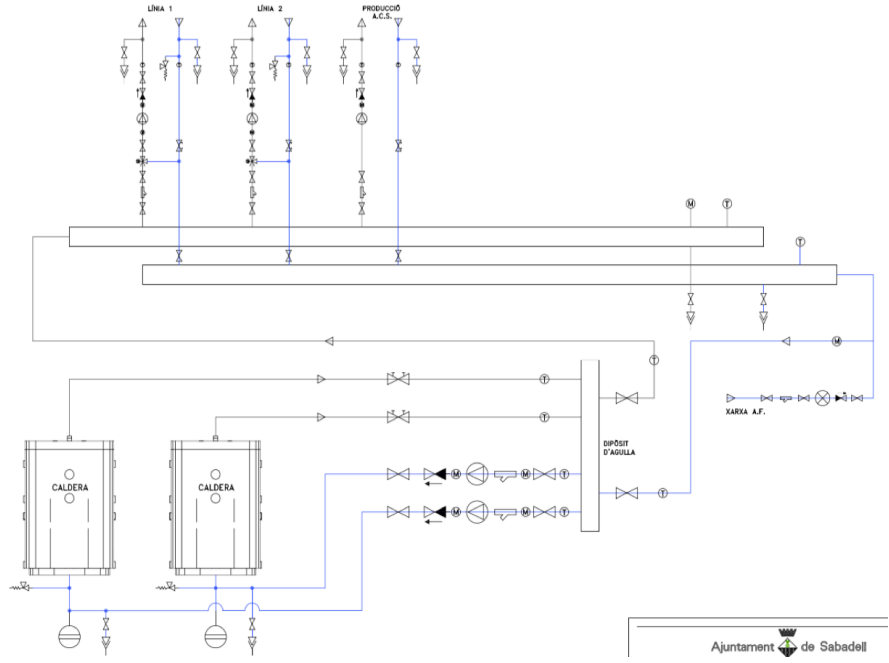 LÍNIA 1
LÍNIA 2
PRODUCCIÓ
A.C.S.
M
T
T
M
T
T
T
XARXA A.F.
DIPÒSIT
D'AGULLA
CALDERA
CALDERA
M
M
T
T
M
M
T
Ajuntament de Sabadell